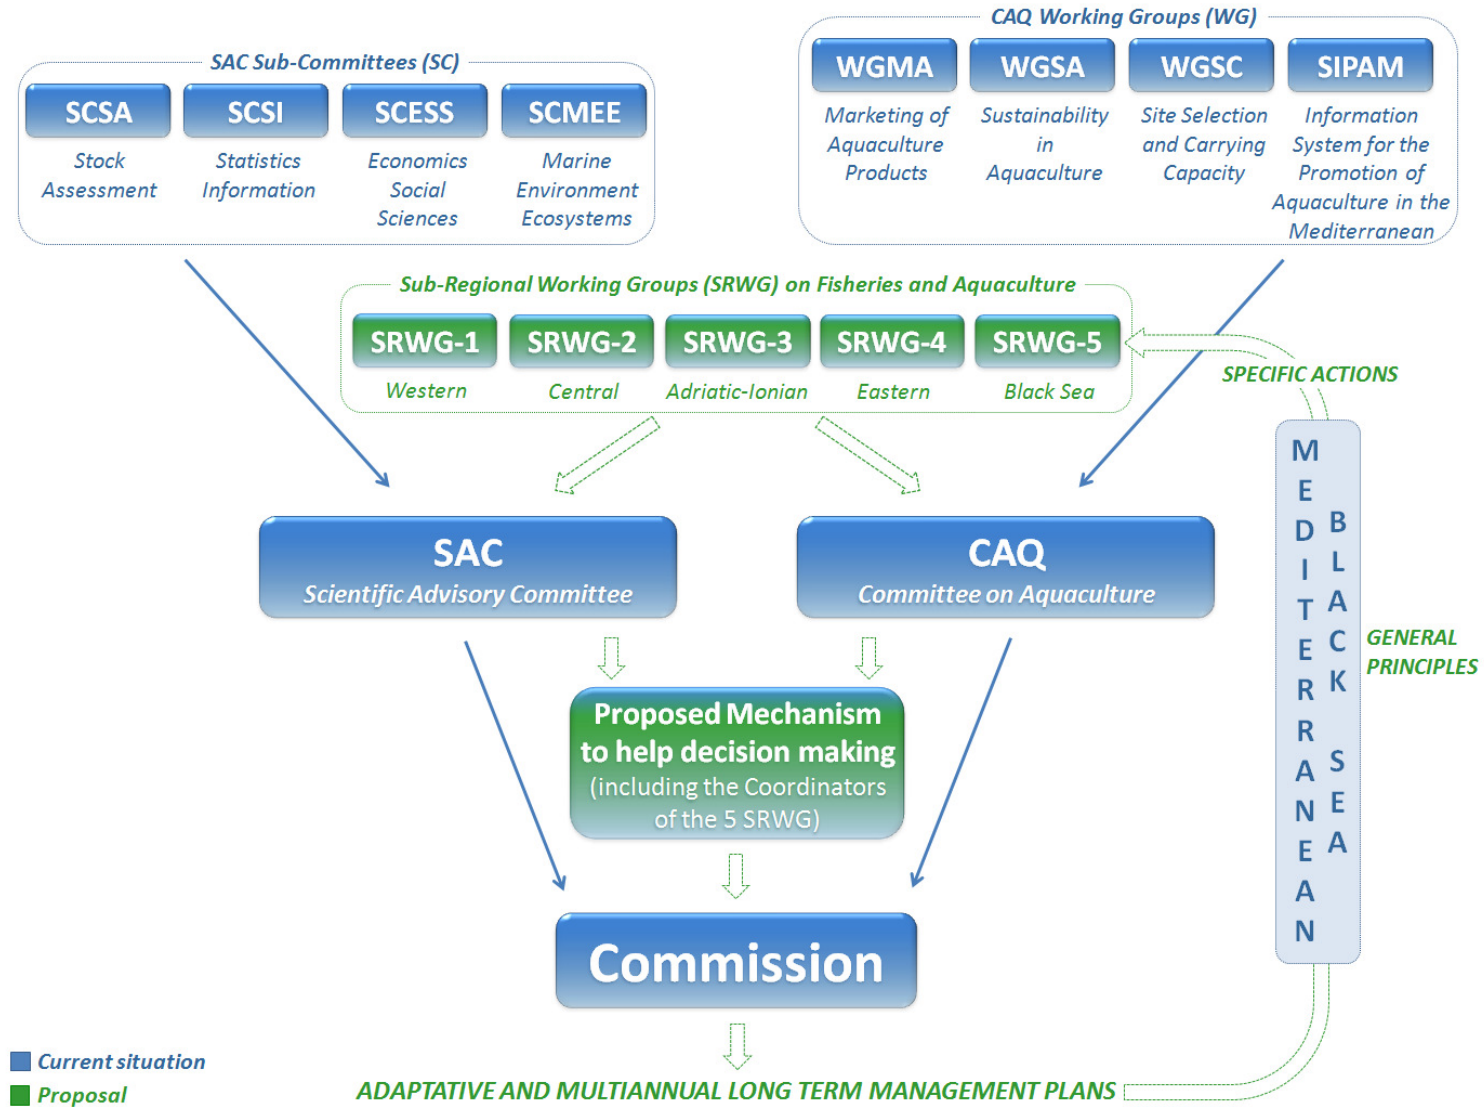 CAQ Working Groups (WG)
WGMA
WGSA
WGSC
SIPAM
Marketing of
Aquaculture
Products
Sustainability
in
Aquaculture
Site Selection
and Carrying
Capacity
Information
System for the
Promotion of
Aquaculture in the
Mediterranean
SAC Sub-Committees (SC)
SCSA
SCSI
SCESS
SCMEE
Stock
Assessment
Statistics
Information
Economics
Social
Sciences
Marine
Environment
Ecosystems
Sub-Regional Working Groups (SRWG) on Fisheries and Aquaculture
SRWG-1
SRWG-2
SRWG-3
SRWG-4
SRWG-5
Western
Central
Adriatic-Ionian
Eastern
Black Sea
SPECIFIC ACTIONS
MEDITERRANEAN
BLACK SEA
GENERAL
PRINCIPLES
SAC
Scientific Advisory Committee
CAQ
Committee on Aquaculture
Proposed Mechanism
to help decision making
(including the Coordinators
of the 5 SRWG)
Commission
ADAPTATIVE AND MULTIANNUAL LONG TERM MANAGEMENT PLANS
Current situation
Proposal